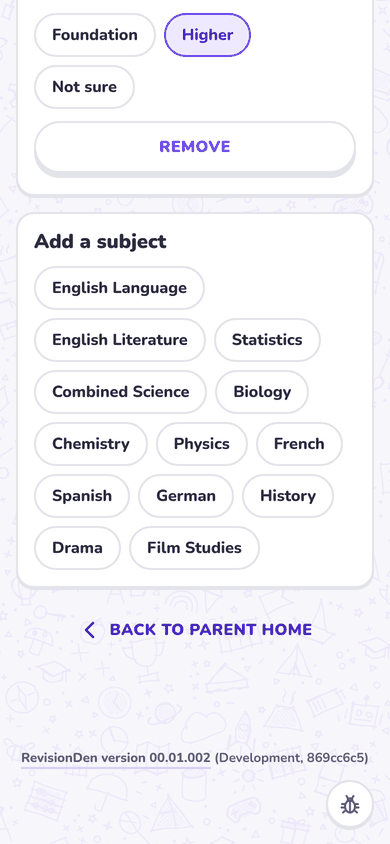 Foundation Higher
Not sure
REMOVE
Add a subject
English Language
English Literature Statistics
Combined Science Biology
Chemistry Physics French
Spanish German History
Drama Film Studies
BACK TO PARENT HOME
RevisionDen version 00.01.002 (Development, 869cc6c5)